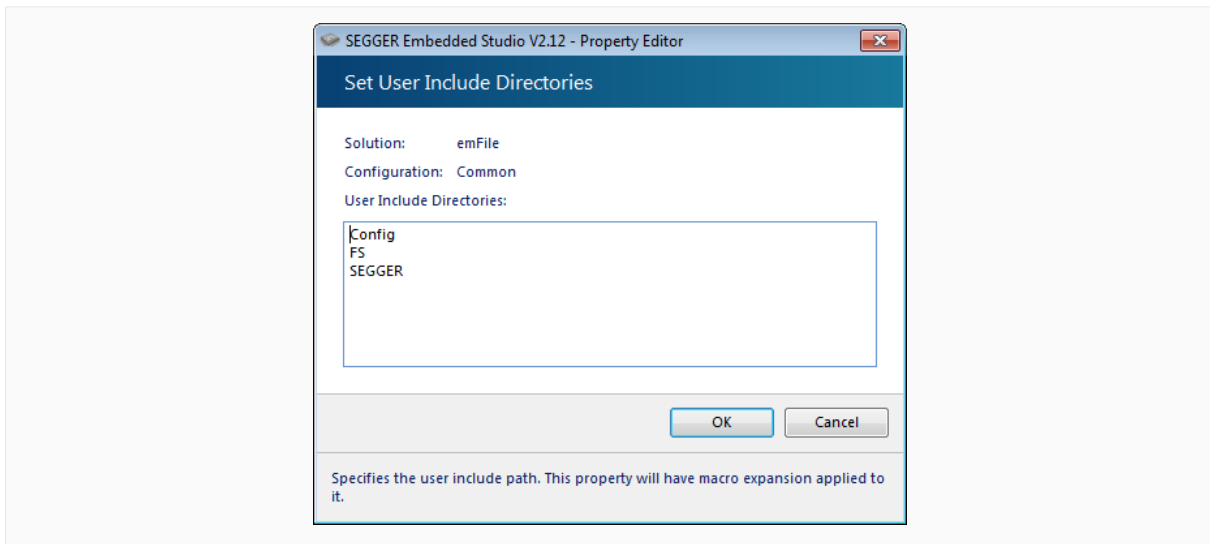 SEGGER Embedded Studio V2.12 - Property Editor
Set User Include Directories
Solution: emFile
Configuration: Common
User Include Directories:
Config
FS
SEGGER
OK Cancel
Specifies the user include path. This property will have macro expansion applied to
it.